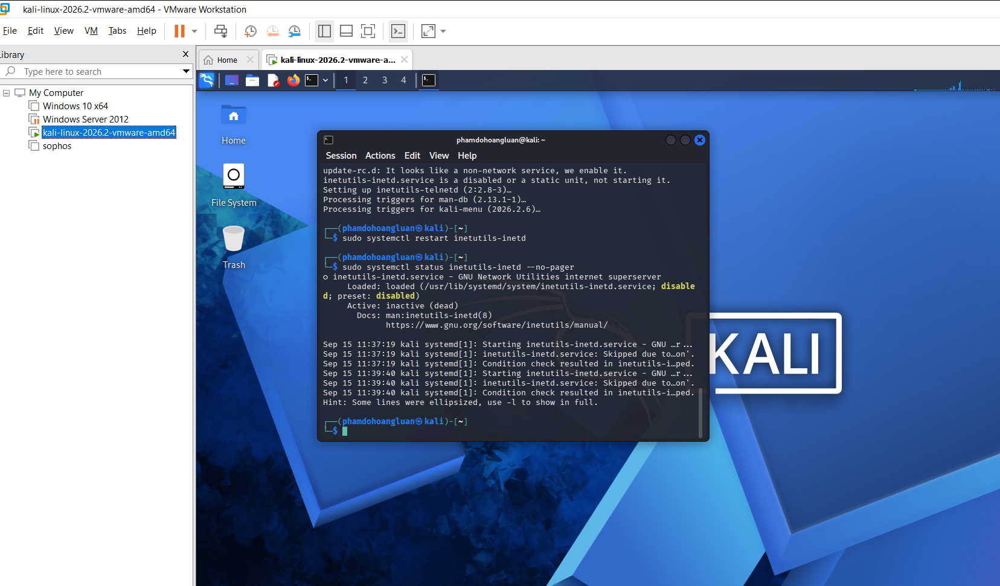 kali-linux-2026.2-vmware-amd64 - VMware Workstation
File Edit View VM Tabs Help
Library
Type here to search
My Computer
Windows 10 x64
Windows Server 2012
kali-linux-2026.2-vmware-amd64
sophos
Home
kali-linux-2026.2-vmware-a...
1 2 3 4
Home
File System
Trash
phamdohoangluan@kali: ~
Session Actions Edit View Help
update-rc.d: It looks like a non-network service, we enable it.
inetutils-inetd.service is a disabled or a static unit, not starting it.
Setting up inetutils-telnetd (2:2.8-3)…
Processing triggers for man-db (2.13.1-1)…
Processing triggers for kali-menu (2026.2.6)…
┌──(phamdohoangluan㉿kali)-[~]
└─$ sudo systemctl restart inetutils-inetd
┌──(phamdohoangluan㉿kali)-[~]
└─$ sudo systemctl status inetutils-inetd --no-pager
○ inetutils-inetd.service - GNU Network Utilities internet superserver
Loaded: loaded (/usr/lib/systemd/system/inetutils-inetd.service; disable
d; preset: disabled)
Active: inactive (dead)
Docs: man:inetutils-inetd(8)
https://www.gnu.org/software/inetutils/manual/
Sep 15 11:37:19 kali systemd[1]: Starting inetutils-inetd.service - GNU …r...
Sep 15 11:37:19 kali systemd[1]: inetutils-inetd.service: Skipped due to…on'.
Sep 15 11:37:19 kali systemd[1]: Condition check resulted in inetutils-i…ped.
Sep 15 11:39:40 kali systemd[1]: Starting inetutils-inetd.service - GNU …r...
Sep 15 11:39:40 kali systemd[1]: inetutils-inetd.service: Skipped due to…on'.
Sep 15 11:39:40 kali systemd[1]: Condition check resulted in inetutils-i…ped.
Hint: Some lines were ellipsized, use -l to show in full.
┌──(phamdohoangluan㉿kali)-[~]
└─$
KALI